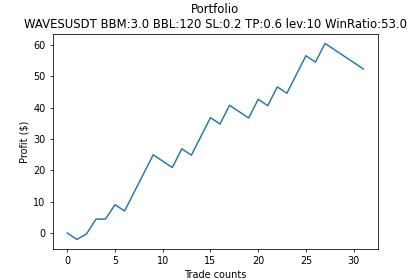 Portfolio
WAVESUSDT BBM:3.0 BBL:120 SL:0.2 TP:0.6 lev:10 WinRatio:53.0
60
50
40
30
20
10
0
Profit ($)
0 5 10 15 20 25 30
Trade counts